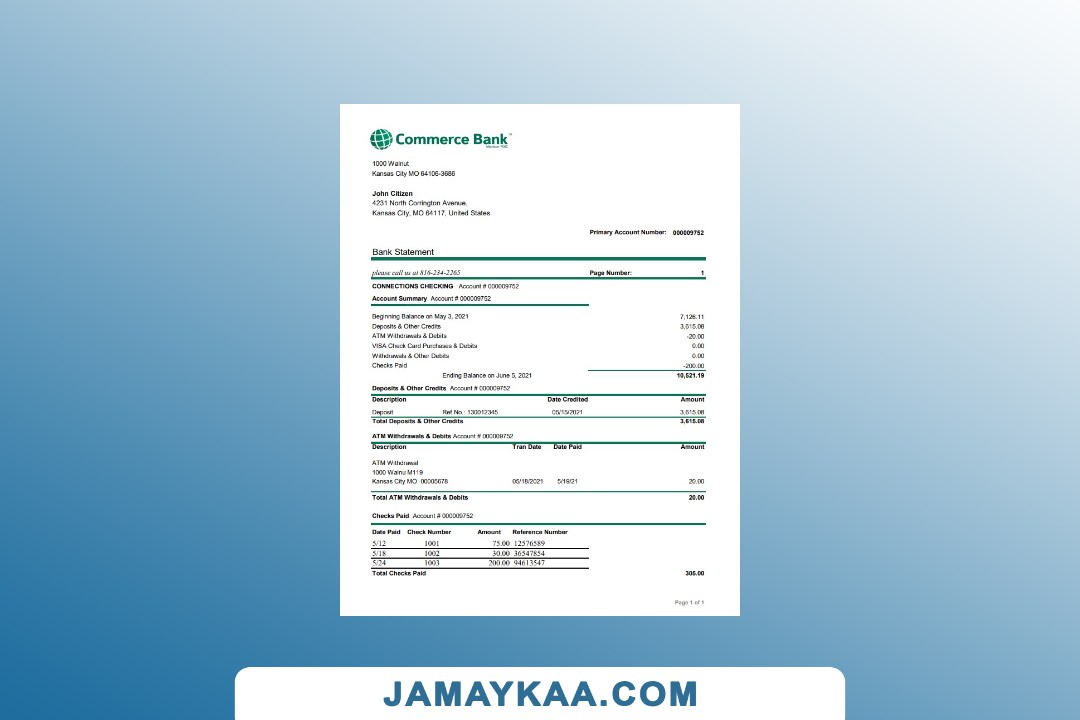 Commerce Bank
1000 Walnut
Kansas City MO 64106-3686
John Citizen
4231 North Corrington Avenue,
Kansas City, MO 64117, United States
Primary Account Number: 000009752
Bank Statement
please call us at 816-234-2265 Page Number: 1
CONNECTIONS CHECKING Account # 000009752
Account Summary Account # 000009752
Beginning Balance on May 3, 2021 7,126.11
Deposits & Other Credits 3,615.08
ATM Withdrawals & Debits -20.00
VISA Check Card Purchases & Debits 0.00
Withdrawals & Other Debits 0.00
Checks Paid -200.00
Ending Balance on June 5, 2021 10,521.19
Deposits & Other Credits Account # 000009752
Description Date Credited Amount
Deposit Ref No.: 130012345 05/15/2021 3,615.08
Total Deposits & Other Credits 3,615.08
ATM Withdrawals & Debits Account # 000009752
Description Tran Date Date Paid Amount
ATM Withdrawal
1000 Walnu M119
Kansas City MO 00005678 05/18/2021 5/19/21 20.00
Total ATM Withdrawals & Debits 20.00
Checks Paid Account # 000009752
Date Paid Check Number Amount Reference Number
5/12 1001 75.00 12576589
5/18 1002 30.00 36547854
5/24 1003 200.00 94613547
Total Checks Paid 305.00
Page 1 of 1
JAMAYKAA.COM